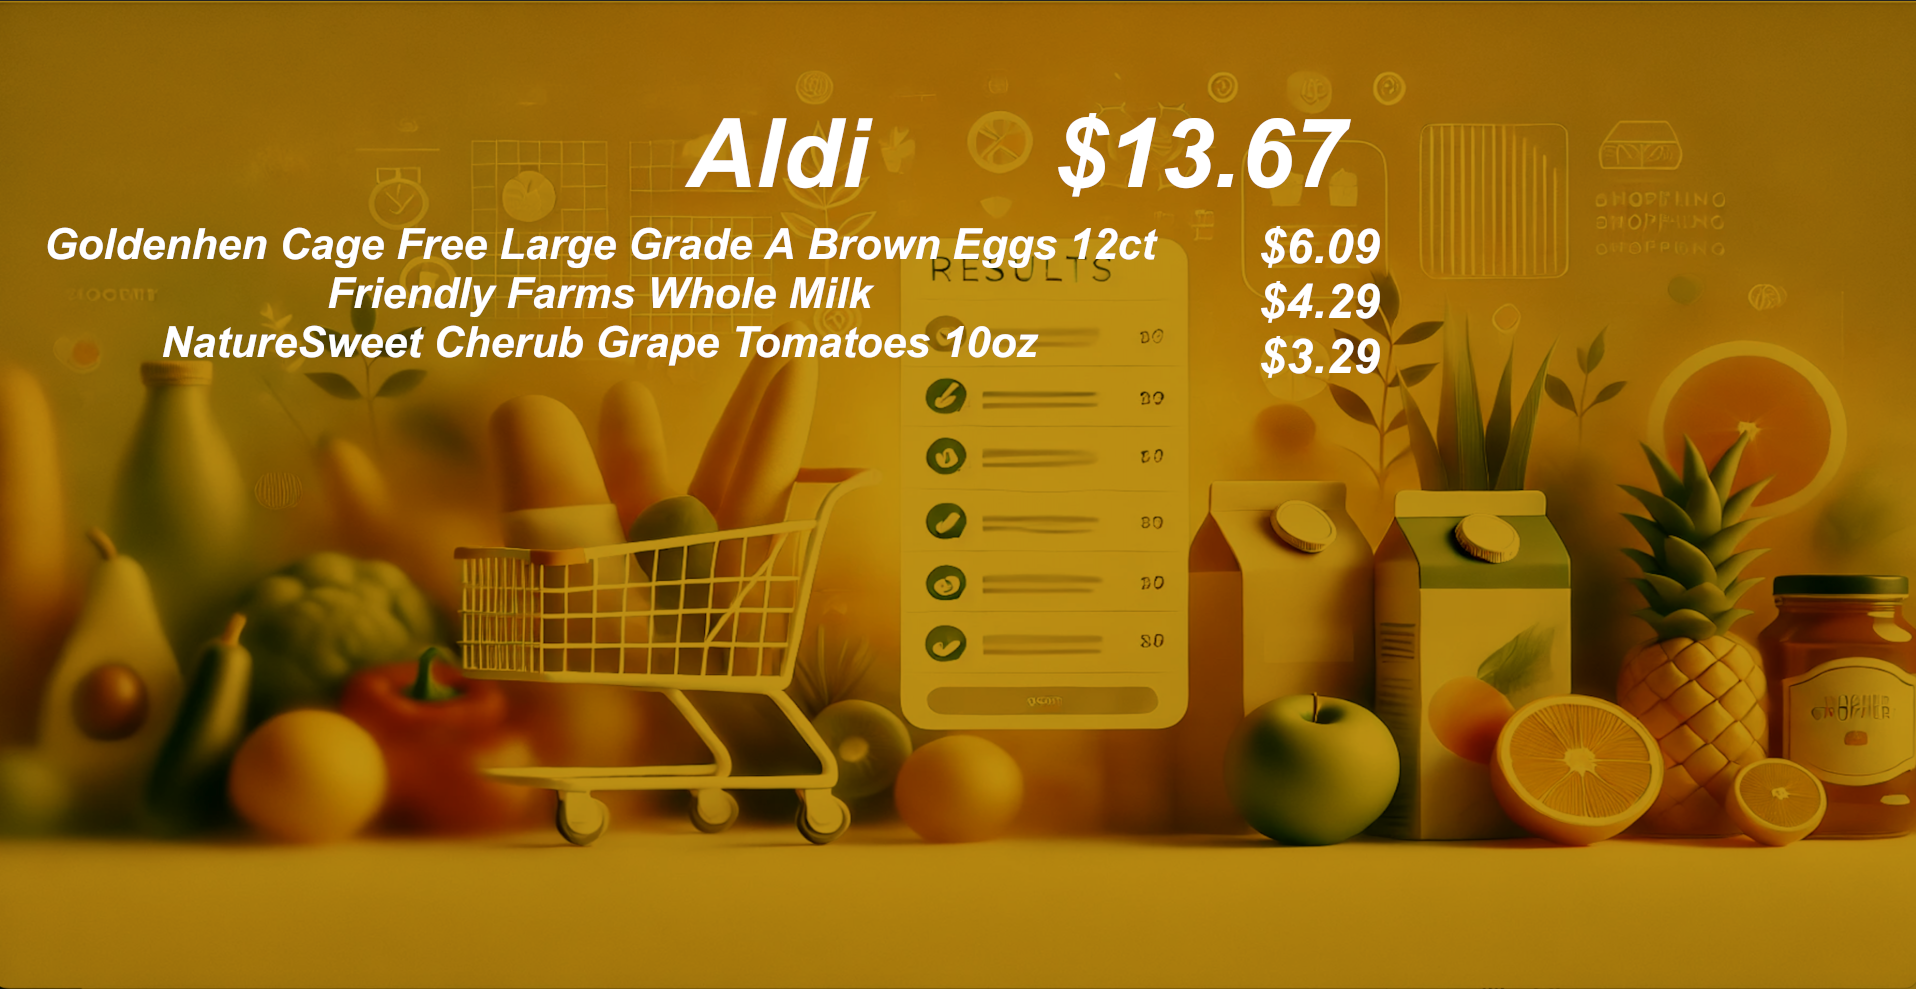 Aldi $13.67
Goldenhen Cage Free Large Grade A Brown Eggs 12ct $6.09
Friendly Farms Whole Milk $4.29
NatureSweet Cherub Grape Tomatoes 10oz $3.29
RESULTS